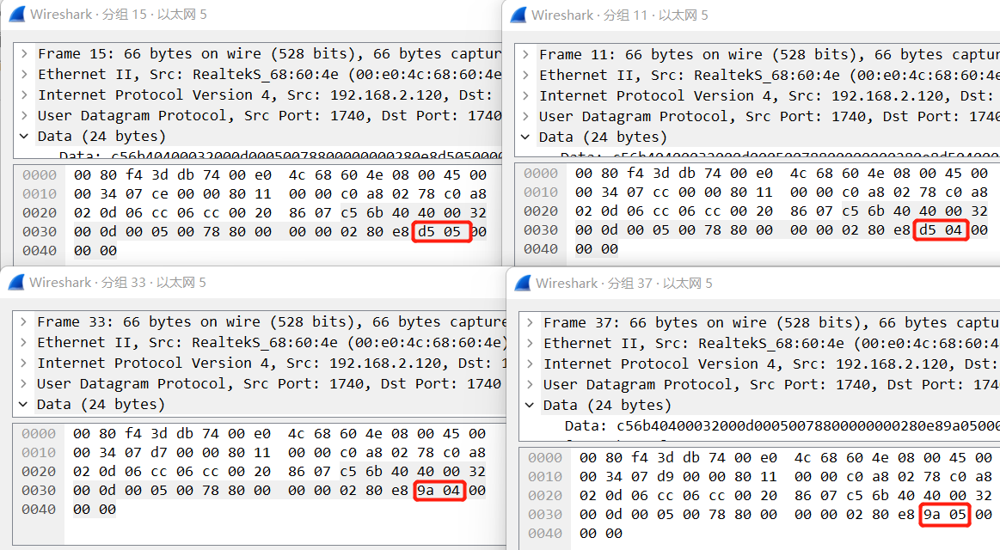 Wireshark · 分组 15 · 以太网 5
Frame 15: 66 bytes on wire (528 bits), 66 bytes captur
Ethernet II, Src: RealtekS_68:60:4e (00:e0:4c:68:60:4e
Internet Protocol Version 4, Src: 192.168.2.120, Dst:
User Datagram Protocol, Src Port: 1740, Dst Port: 1740
Data (24 bytes)
Data: c56b40400032000d00050078800000000280e8d5050000
0000 00 80 f4 3d db 74 00 e0 4c 68 60 4e 08 00 45 00
0010 00 34 07 ce 00 00 80 11 00 00 c0 a8 02 78 c0 a8
0020 02 0d 06 cc 06 cc 00 20 86 07 c5 6b 40 40 00 32
0030 00 0d 00 05 00 78 80 00 00 00 02 80 e8 d5 05 00
0040 00 00
Wireshark · 分组 11 · 以太网 5
Frame 11: 66 bytes on wire (528 bits), 66 bytes captur
Ethernet II, Src: RealtekS_68:60:4e (00:e0:4c:68:60:4e
Internet Protocol Version 4, Src: 192.168.2.120, Dst:
User Datagram Protocol, Src Port: 1740, Dst Port: 1740
Data (24 bytes)
Data: c56b40400032000d00050078800000000280e8d504000
0000 00 80 f4 3d db 74 00 e0 4c 68 60 4e 08 00 45 00
0010 00 34 07 cc 00 00 80 11 00 00 c0 a8 02 78 c0 a8
0020 02 0d 06 cc 06 cc 00 20 86 07 c5 6b 40 40 00 32
0030 00 0d 00 05 00 78 80 00 00 00 02 80 e8 d5 04 00
0040 00 00
Wireshark · 分组 33 · 以太网 5
Frame 33: 66 bytes on wire (528 bits), 66 bytes capture
Ethernet II, Src: RealtekS_68:60:4e (00:e0:4c:68:60:4e)
Internet Protocol Version 4, Src: 192.168.2.120, Dst: 1
User Datagram Protocol, Src Port: 1740, Dst Port: 1740
Data (24 bytes)
0000 00 80 f4 3d db 74 00 e0 4c 68 60 4e 08 00 45 00
0010 00 34 07 d7 00 00 80 11 00 00 c0 a8 02 78 c0 a8
0020 02 0d 06 cc 06 cc 00 20 86 07 c5 6b 40 40 00 32
0030 00 0d 00 05 00 78 80 00 00 00 02 80 e8 9a 04 00
0040 00 00
Wireshark · 分组 37 · 以太网 5
Frame 37: 66 bytes on wire (528 bits), 66 bytes captu
Ethernet II, Src: RealtekS_68:60:4e (00:e0:4c:68:60:4
Internet Protocol Version 4, Src: 192.168.2.120, Dst:
User Datagram Protocol, Src Port: 1740, Dst Port: 174
Data (24 bytes)
Data: c56b40400032000d00050078800000000280e89a05000
0000 00 80 f4 3d db 74 00 e0 4c 68 60 4e 08 00 45 00
0010 00 34 07 d9 00 00 80 11 00 00 c0 a8 02 78 c0 a8
0020 02 0d 06 cc 06 cc 00 20 86 07 c5 6b 40 40 00 32
0030 00 0d 00 05 00 78 80 00 00 00 02 80 e8 9a 05 00
0040 00 00